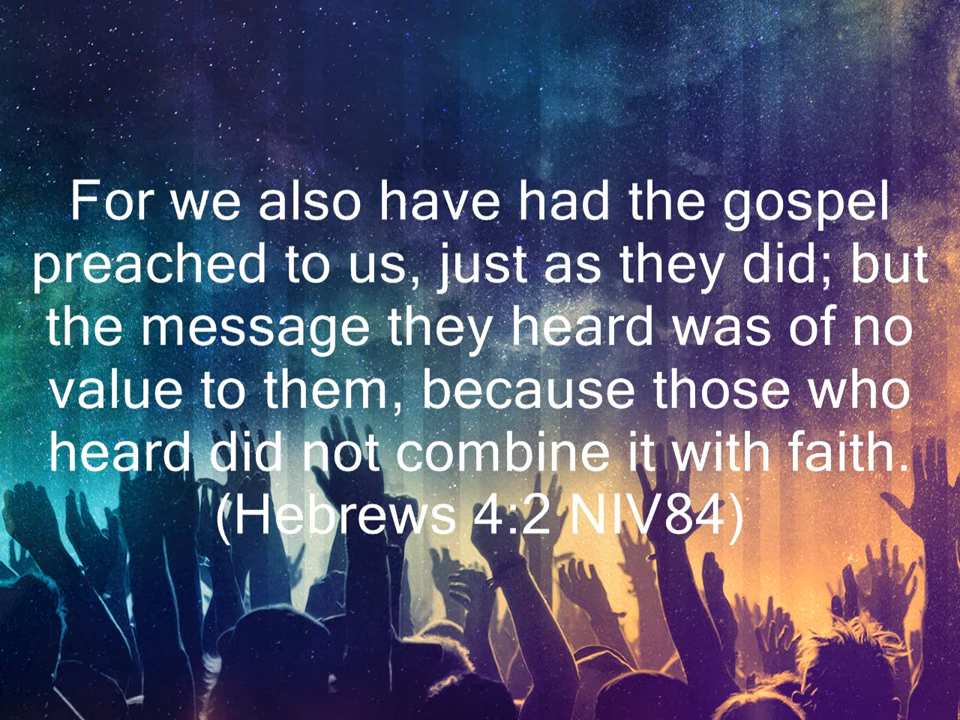 For we also have had the gospel
preached to us, just as they did; but
the message they heard was of no
value to them, because those who
heard did not combine it with faith.
(Hebrews 4:2 NIV84)